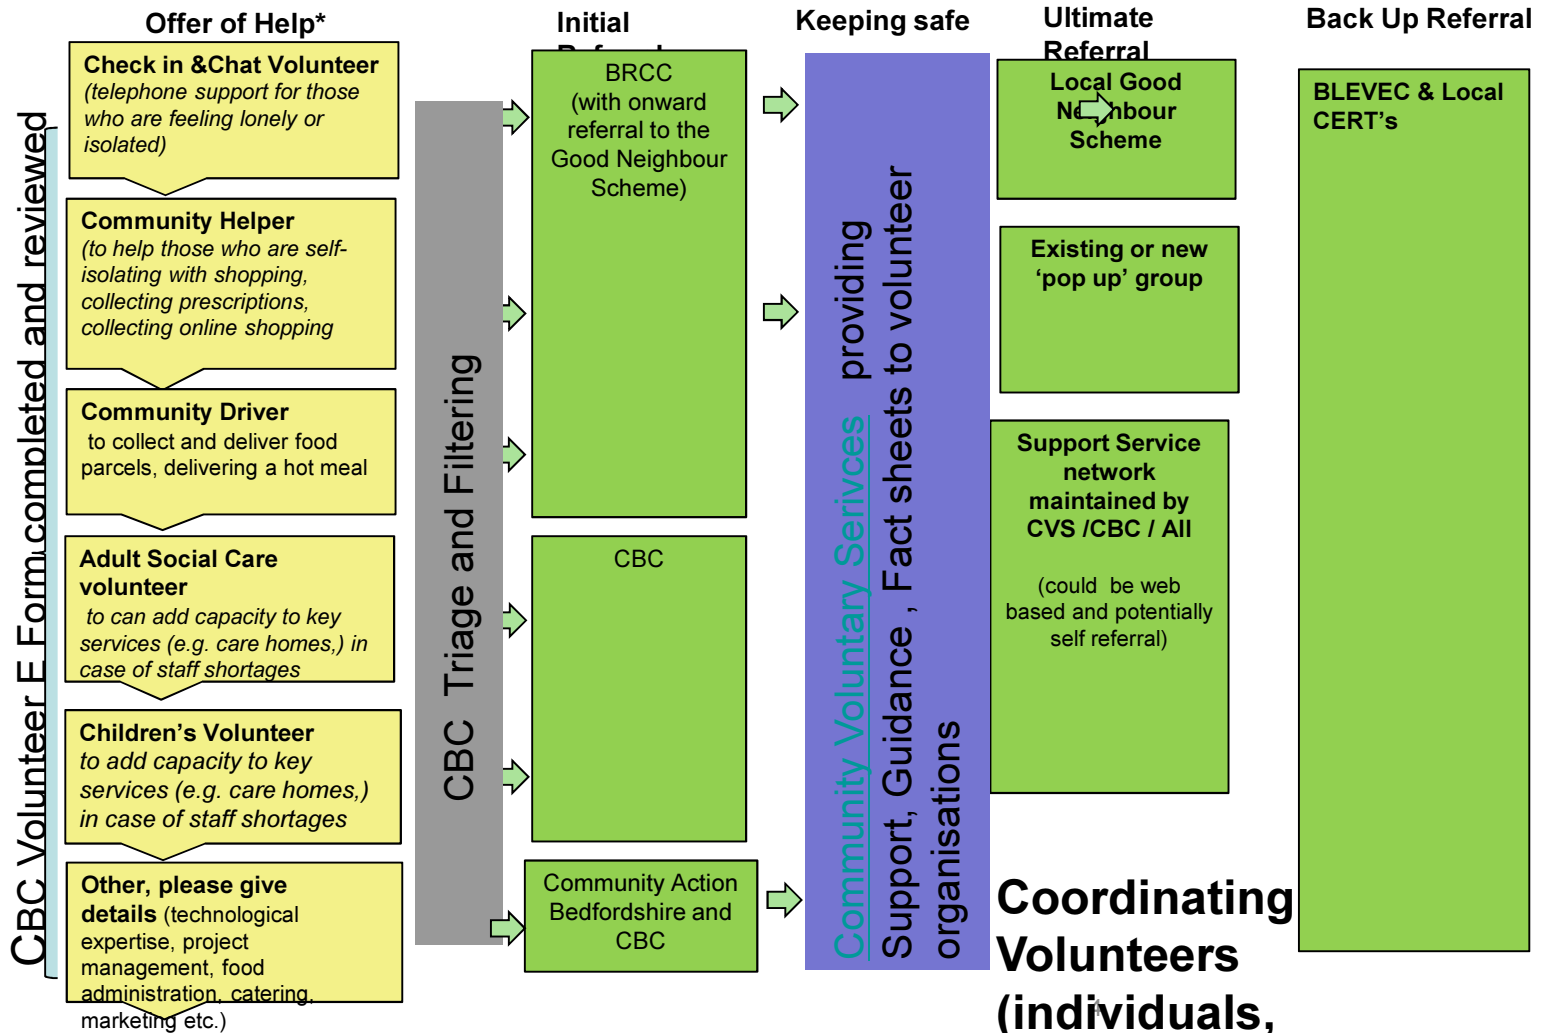 Offer of Help*
Initial
Keeping safe
Ultimate
Referral
Back Up Referral
CBC Volunteer E Form completed and reviewed
Check in &Chat Volunteer
(telephone support for those
who are feeling lonely or
isolated)
Community Helper
(to help those who are self-
isolating with shopping,
collecting prescriptions,
collecting online shopping
Community Driver
to collect and deliver food
parcels, delivering a hot meal
Adult Social Care
volunteer
to can add capacity to key
services (e.g. care homes,) in
case of staff shortages
Children's Volunteer
to add capacity to key
services (e.g. care homes,)
in case of staff shortages
Other, please give
details (technological
expertise, project
management, food
administration, catering,
marketing etc.)
CBC Triage and Filtering
BRCC
(with onward
referral to the
Good Neighbour
Scheme)
CBC
Community Action
Bedfordshire and
CBC
Community Voluntary Serivces providing
Support, Guidance , Fact sheets to volunteer
organisations
Local Good
Neighbour
Scheme
Existing or new
‘pop up’ group
Support Service
network
maintained by
CVS /CBC / All
(could be web
based and potentially
self referral)
Coordinating
Volunteers
(individuals,
4
BLEVEC & Local
CERT's